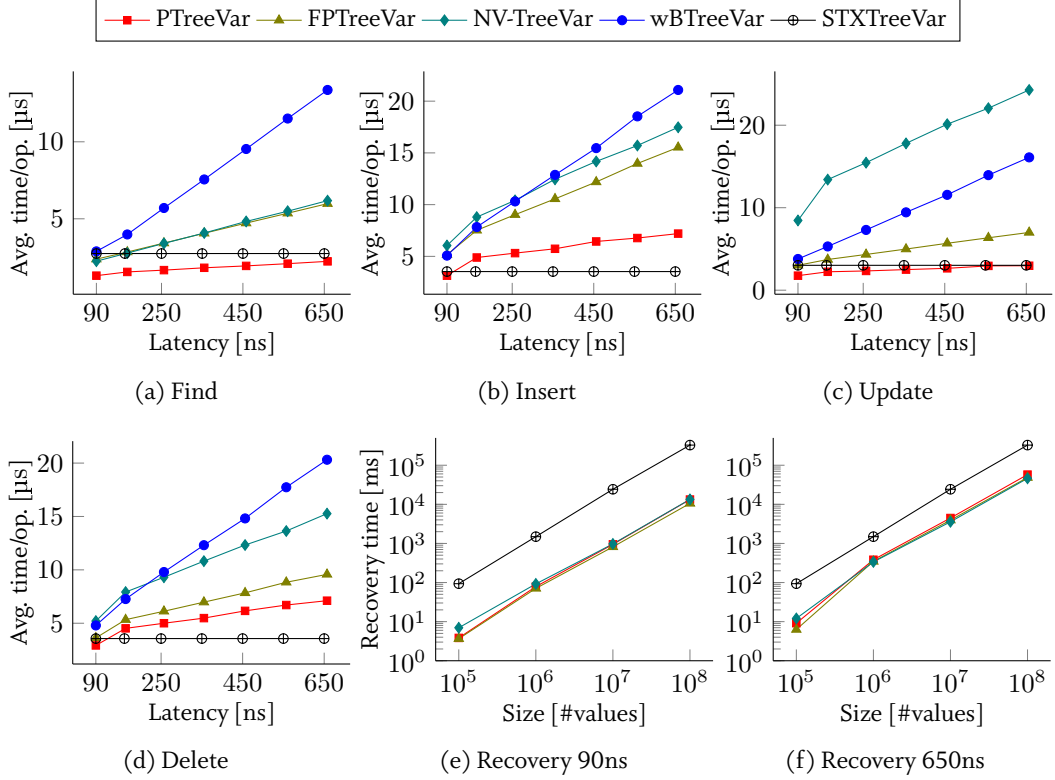 PTreeVar FPTreeVar NV-TreeVar wBTreeVar STXTreeVar
Avg. time/op. [µs]
10
5
90 250 450 650
Latency [ns]
(a) Find
Avg. time/op. [µs]
20
15
10
5
90 250 450 650
Latency [ns]
(b) Insert
Avg. time/op. [µs]
20
10
0
90 250 450 650
Latency [ns]
(c) Update
Avg. time/op. [µs]
20
15
10
5
90 250 450 650
Latency [ns]
(d) Delete
Recovery time [ms]
10⁵
10⁴
10³
10²
10¹
10⁰
10⁵ 10⁶ 10⁷ 10⁸
Size [#values]
(e) Recovery 90ns
10⁵
10⁴
10³
10²
10¹
10⁰
10⁵ 10⁶ 10⁷ 10⁸
Size [#values]
(f) Recovery 650ns